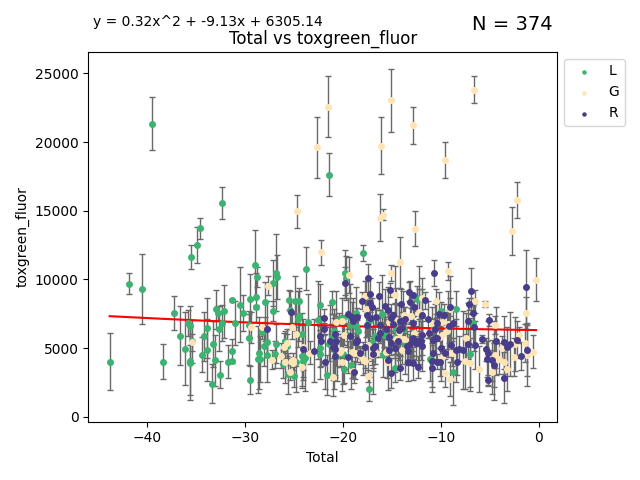 y = 0.32x^2 + -9.13x + 6305.14
N = 374
Total vs toxgreen_fluor
25000
20000
15000
10000
5000
0
toxgreen_fluor
−40
−30
−20
−10
0
Total
L
G
R